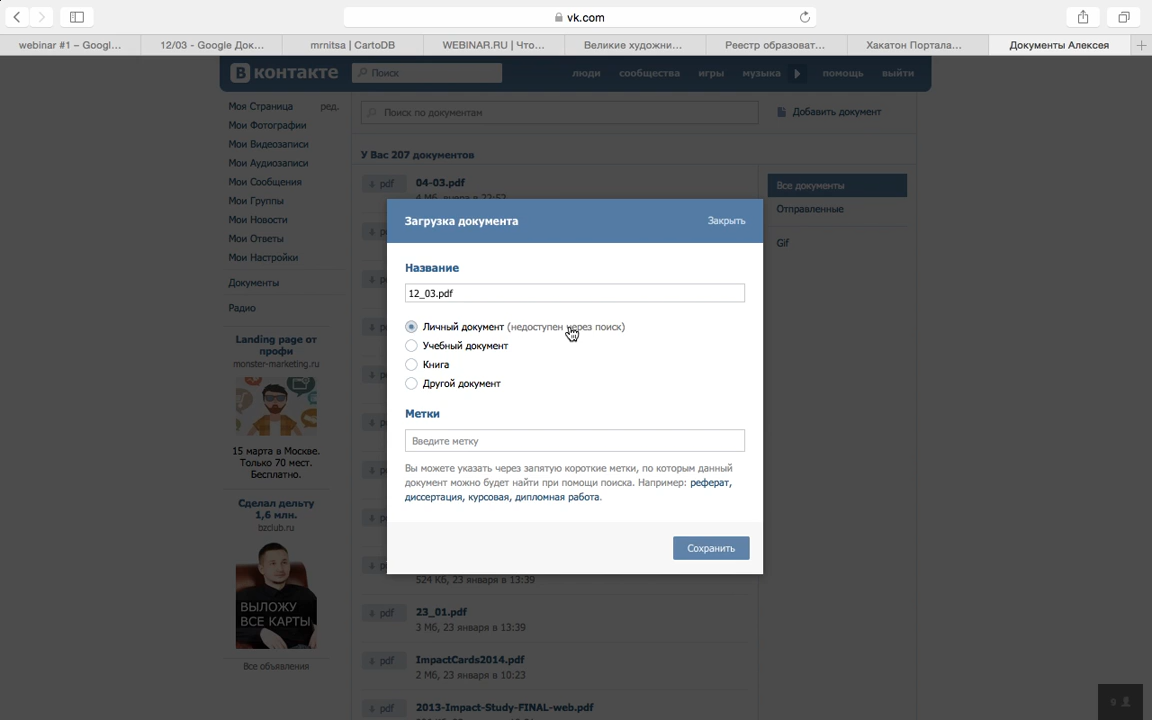 vk.com
webinar #1 – Googl...
12/03 - Google Док...
mrnitsa | CartoDB
WEBINAR.RU | Что...
Великие художни...
Реестр образоват...
Хакатон Портала...
Документы Алексея
В контакте
Поиск
люди
сообщества
игры
музыка
помощь
выйти
Моя Страница
ред.
Мои Фотографии
Мои Видеозаписи
Мои Аудиозаписи
Мои Сообщения
Мои Группы
Мои Новости
Мои Ответы
Мои Настройки
Документы
Радио
Landing page от
профи
monster-marketing.ru
15 марта в Москве.
Только 70 мест.
Бесплатно.
Сделал дельту
1,6 млн.
bzclub.ru
ВЫЛОЖУ
ВСЕ КАРТЫ
Все объявления
Поиск по документам
Добавить документ
У Вас 207 документов
pdf
04-03.pdf
4 Мб, вчера в 22:52
Все документы
Отправленные
Gif
Загрузка документа
Закрыть
Название
12_03.pdf
Личный документ (недоступен через поиск)
Учебный документ
Книга
Другой документ
Метки
Введите метку
Вы можете указать через запятую короткие метки, по которым данный
документ можно будет найти при помощи поиска. Например: реферат,
диссертация, курсовая, дипломная работа.
Сохранить
524 Кб, 23 января в 13:39
pdf
23_01.pdf
3 Мб, 23 января в 13:39
pdf
ImpactCards2014.pdf
2 Мб, 23 января в 10:23
pdf
2013-Impact-Study-FINAL-web.pdf
9